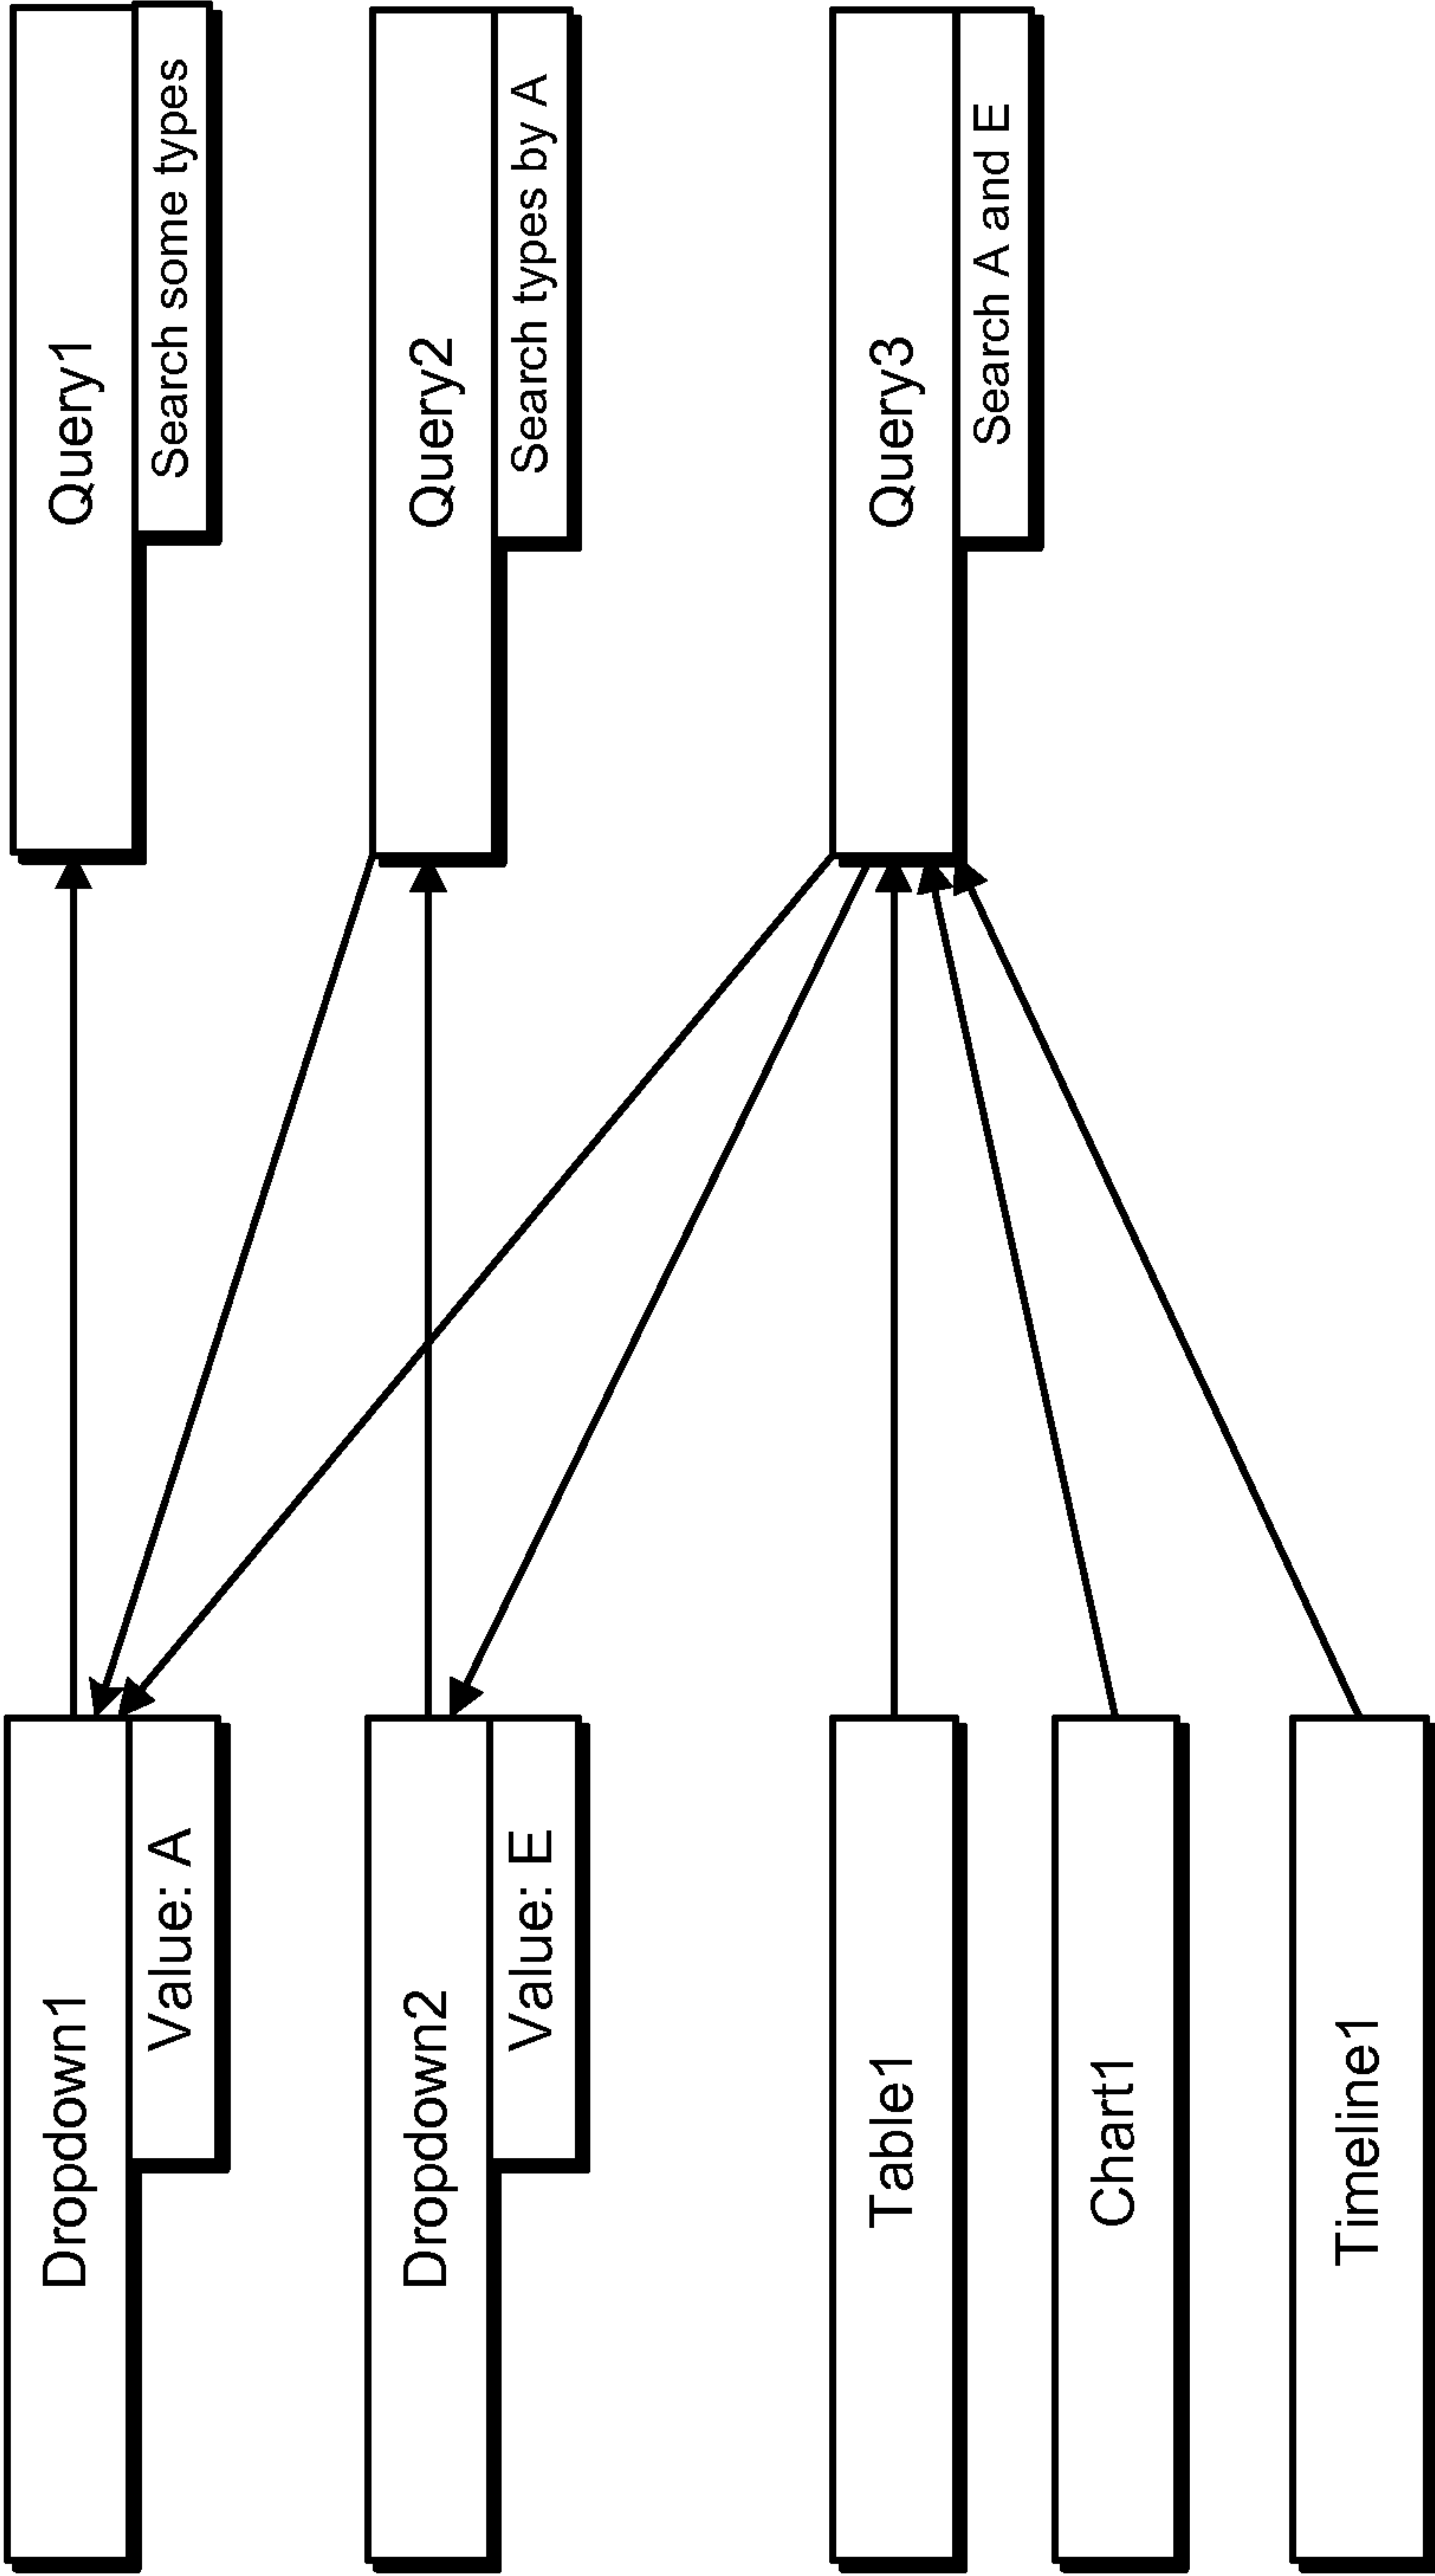 Dropdown1
Value: A
Query1
Search some types
Dropdown2
Value: E
Query2
Search types by A
Table1
Query3
Search A and E
Chart1
Timeline1